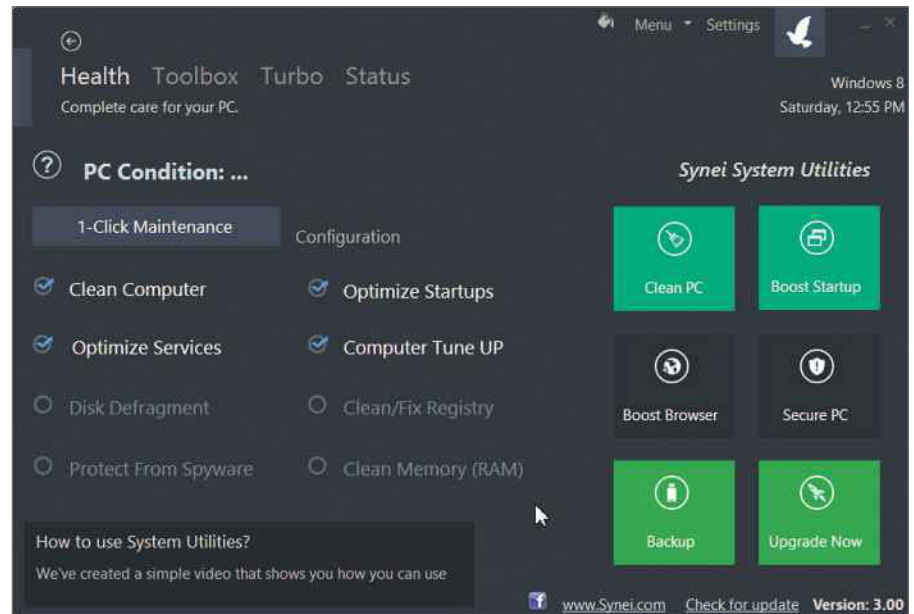 Menu Settings
Health Toolbox Turbo Status
Complete care for your PC.
Windows 8
Saturday, 12:55 PM
? PC Condition: ...
Synei System Utilities
1-Click Maintenance
Configuration
Clean Computer
Optimize Startups
Optimize Services
Computer Tune UP
Disk Defragment
Clean/Fix Registry
Protect From Spyware
Clean Memory (RAM)
Clean PC
Boost Startup
Boost Browser
Secure PC
Backup
Upgrade Now
How to use System Utilities?
We've created a simple video that shows you how you can use
f www.Synei.com Check for update Version: 3.00